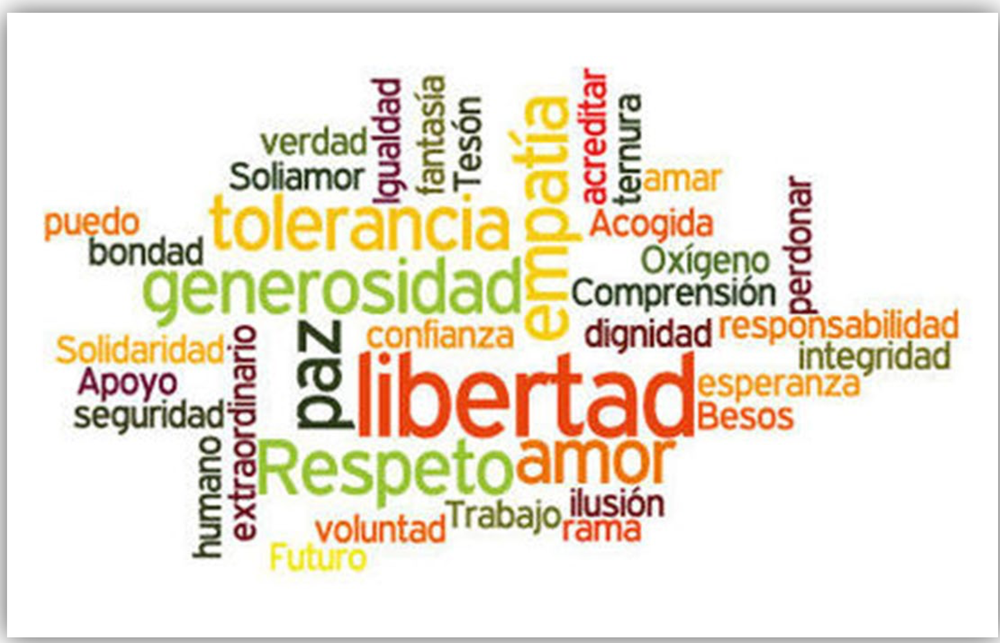 Igualdad
fantasía
Tesón
empatía
acreditar
ternura
verdad
Soliamor
amar
tolerancia
Acogida
perdonar
puedo
bondad
Oxígeno
generosidad
Comprensión
paz
confianza
dignidad
responsabilidad
Solidaridad
extraordinario
integridad
Apoyo
libertad
esperanza
seguridad
Besos
humano
Respeto
amor
ilusión
Trabajo
voluntad
rama
Futuro